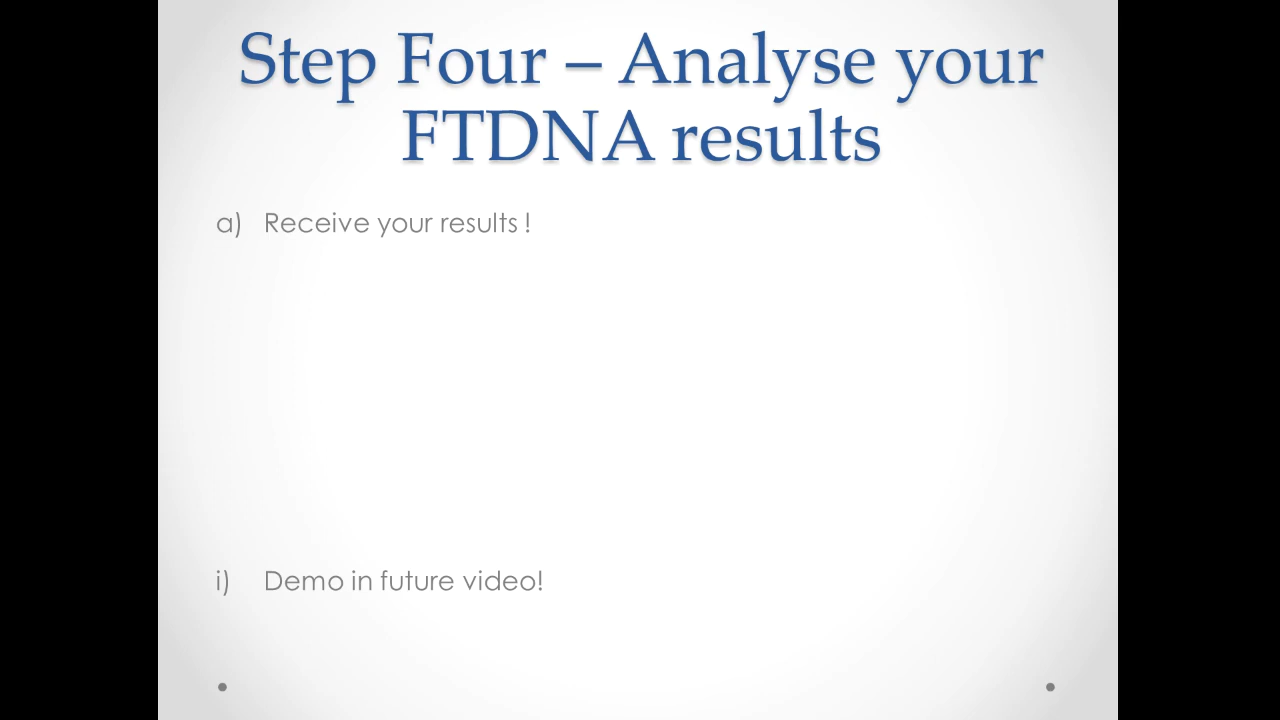 Step Four – Analyse your
FTDNA results
a) Receive your results !
i) Demo in future video!